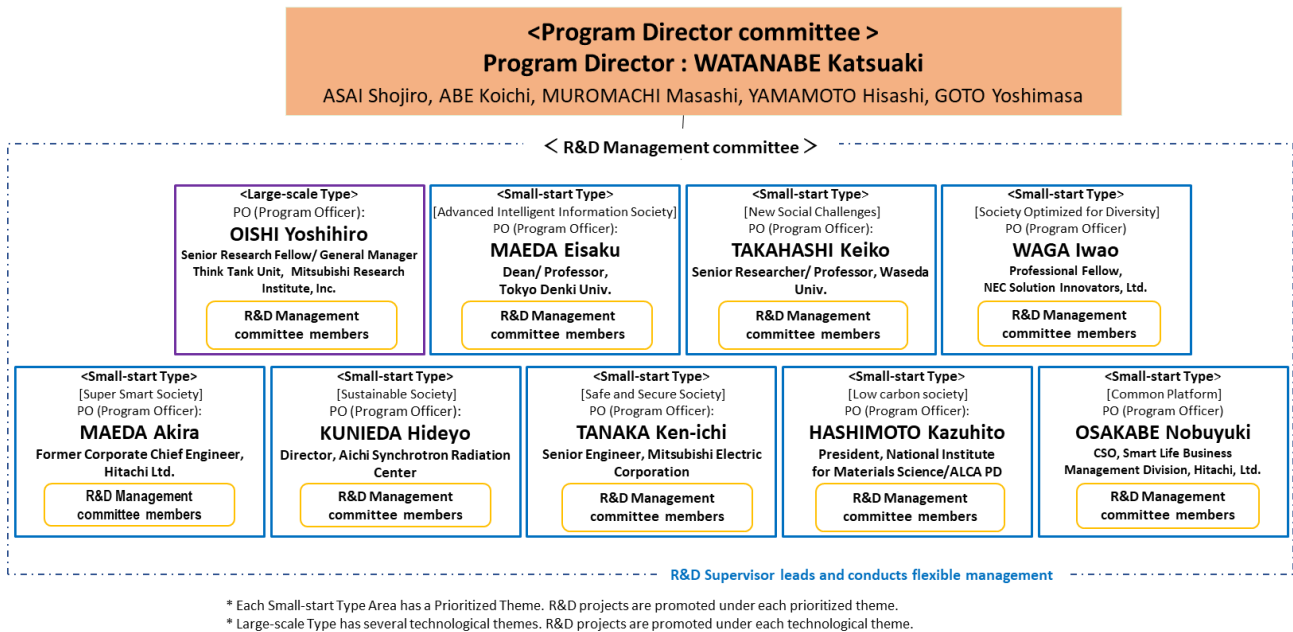 <Program Director committee >
Program Director : WATANABE Katsuaki
ASAI Shojiro, ABE Koichi, MUROMACHI Masashi, YAMAMOTO Hisashi, GOTO Yoshimasa
< R&D Management committee >
<Large-scale Type>
PO (Program Officer):
OISHI Yoshihiro
Senior Research Fellow/ General Manager
Think Tank Unit, Mitsubishi Research
Institute, Inc.
R&D Management
committee members
<Small-start Type>
[Advanced Intelligent Information Society]
PO (Program Officer):
MAEDA Eisaku
Dean/ Professor,
Tokyo Denki Univ.
R&D Management
committee members
<Small-start Type>
[New Social Challenges]
PO (Program Officer):
TAKAHASHI Keiko
Senior Researcher/ Professor, Waseda
Univ.
R&D Management
committee members
<Small-start Type>
[Society Optimized for Diversity]
PO (Program Officer)
WAGA Iwao
Professional Fellow,
NEC Solution Innovators, Ltd.
R&D Management
committee members
<Small-start Type>
[Super Smart Society]
PO (Program Officer):
MAEDA Akira
Former Corporate Chief Engineer,
Hitachi Ltd.
R&D Management
committee members
<Small-start Type>
[Sustainable Society]
PO (Program Officer):
KUNIEDA Hideyo
Director, Aichi Synchrotron Radiation
Center
R&D Management
committee members
<Small-start Type>
[Safe and Secure Society]
PO (Program Officer):
TANAKA Ken-ichi
Senior Engineer, Mitsubishi Electric
Corporation
R&D Management
committee members
<Small-start Type>
[Low carbon society]
PO (Program Officer):
HASHIMOTO Kazuhito
President, National Institute
for Materials Science/ALCA PD
R&D Management
committee members
<Small-start Type>
[Common Platform]
PO (Program Officer)
OSAKABE Nobuyuki
CSO, Smart Life Business
Management Division, Hitachi, Ltd.
R&D Management
committee members
R&D Supervisor leads and conducts flexible management
* Each Small-start Type Area has a Prioritized Theme. R&D projects are promoted under each prioritized theme.
* Large-scale Type has several technological themes. R&D projects are promoted under each technological theme.